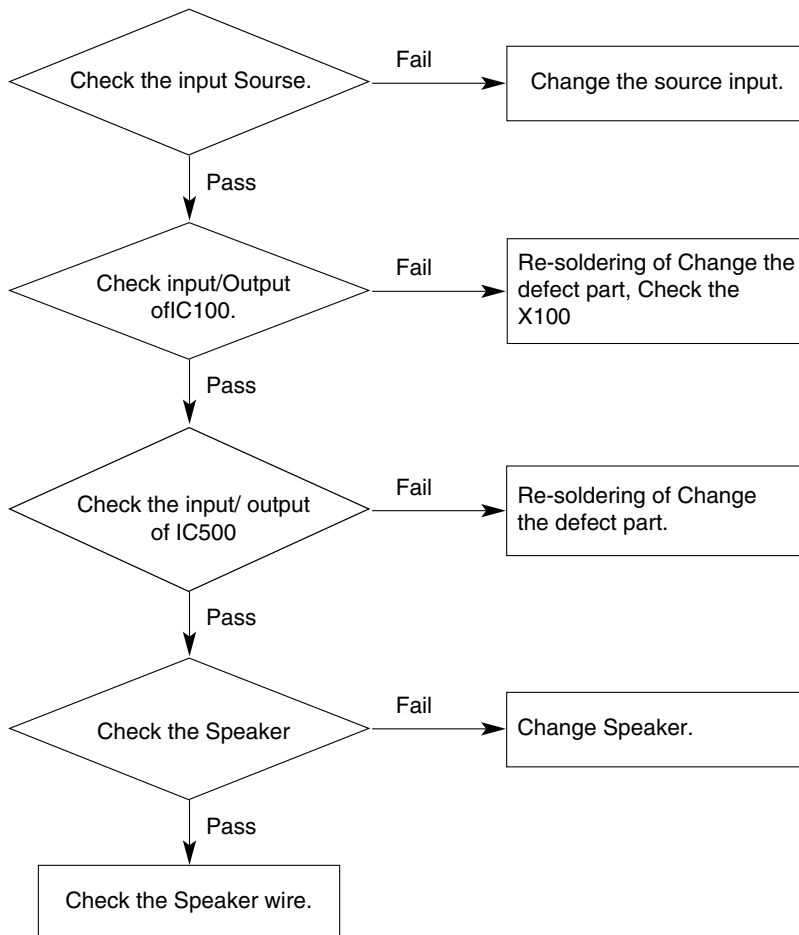 Check the input Sourse.
Fail
Change the source input.
Pass
Check input/Output
ofIC100.
Fail
Re-soldering of Change the
defect part, Check the
X100
Pass
Check the input/ output
of IC500
Fail
Re-soldering of Change
the defect part.
Pass
Check the Speaker
Fail
Change Speaker.
Pass
Check the Speaker wire.